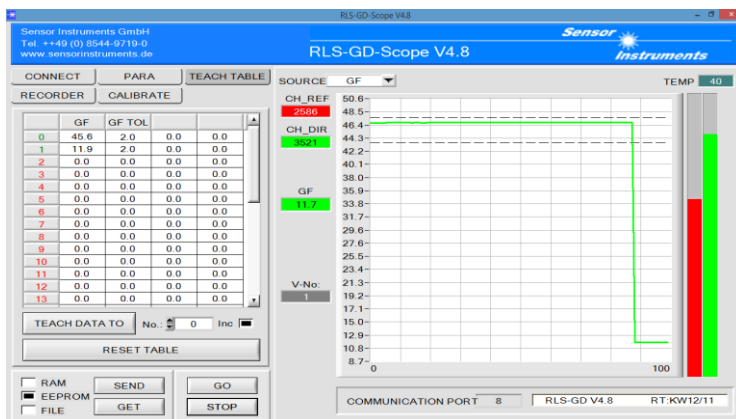 RLS-GD-Scope V4.8
Sensor Instruments GmbH
Tel. ++49 (0) 8544-9719-0
www.sensorinstruments.de
RLS-GD-Scope V4.8
Sensor
Instruments
CONNECT PARA TEACH TABLE
RECORDER CALIBRATE
GF GF TOL
0 45.6 2.0 0.0 0.0
1 11.9 2.0 0.0 0.0
2 0.0 0.0 0.0 0.0
3 0.0 0.0 0.0 0.0
4 0.0 0.0 0.0 0.0
5 0.0 0.0 0.0 0.0
6 0.0 0.0 0.0 0.0
7 0.0 0.0 0.0 0.0
8 0.0 0.0 0.0 0.0
9 0.0 0.0 0.0 0.0
10 0.0 0.0 0.0 0.0
11 0.0 0.0 0.0 0.0
12 0.0 0.0 0.0 0.0
13 0.0 0.0 0.0 0.0
TEACH DATA TO No.: 0 Inc
RESET TABLE
RAM
EEPROM
FILE
SEND
GET
GO
STOP
SOURCE GF
TEMP 40
CH_REF
2586
CH_DIR
3521
GF
11.7
V-No:
1
50.6
48.5
46.4
44.3
42.2
40.1
38.0
35.9
33.8
31.7
29.6
27.6
25.5
23.4
21.3
19.2
17.1
15.0
12.9
10.8
8.7
0 100
COMMUNICATION PORT 8 RLS-GD V4.8 RT:KW12/11